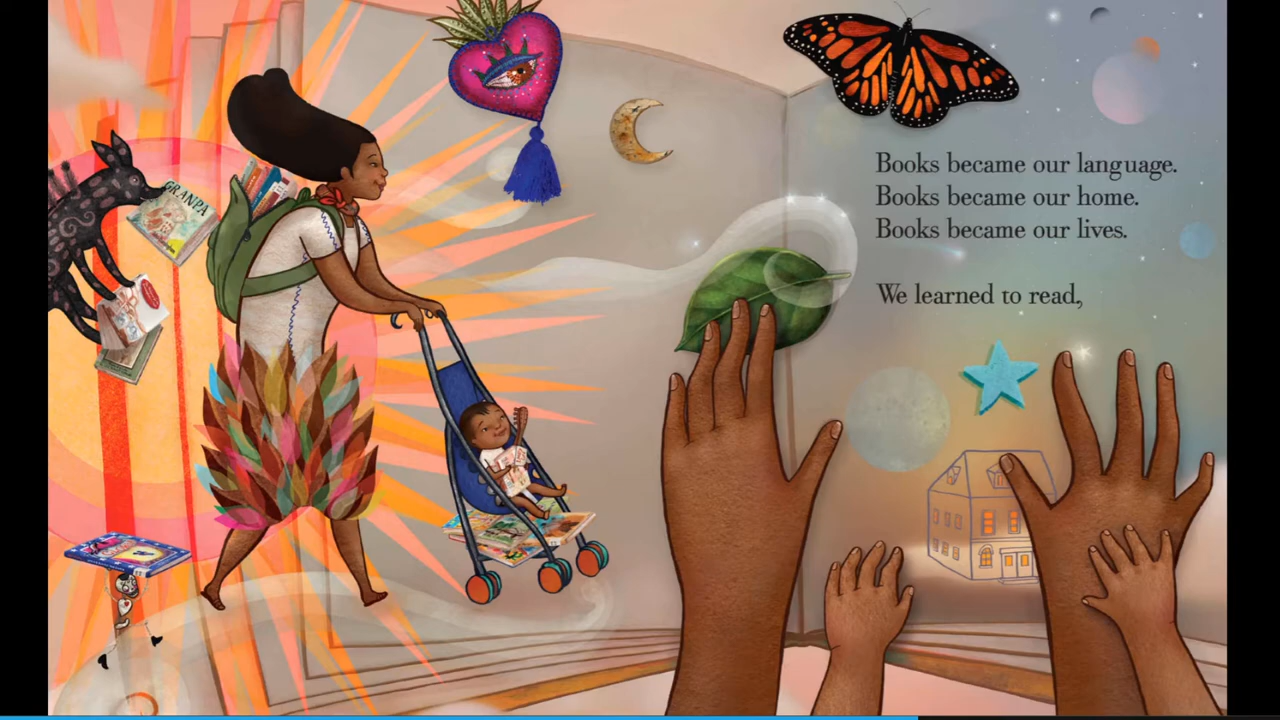 GRANPA
Books became our language.
Books became our home.
Books became our lives.
We learned to read,